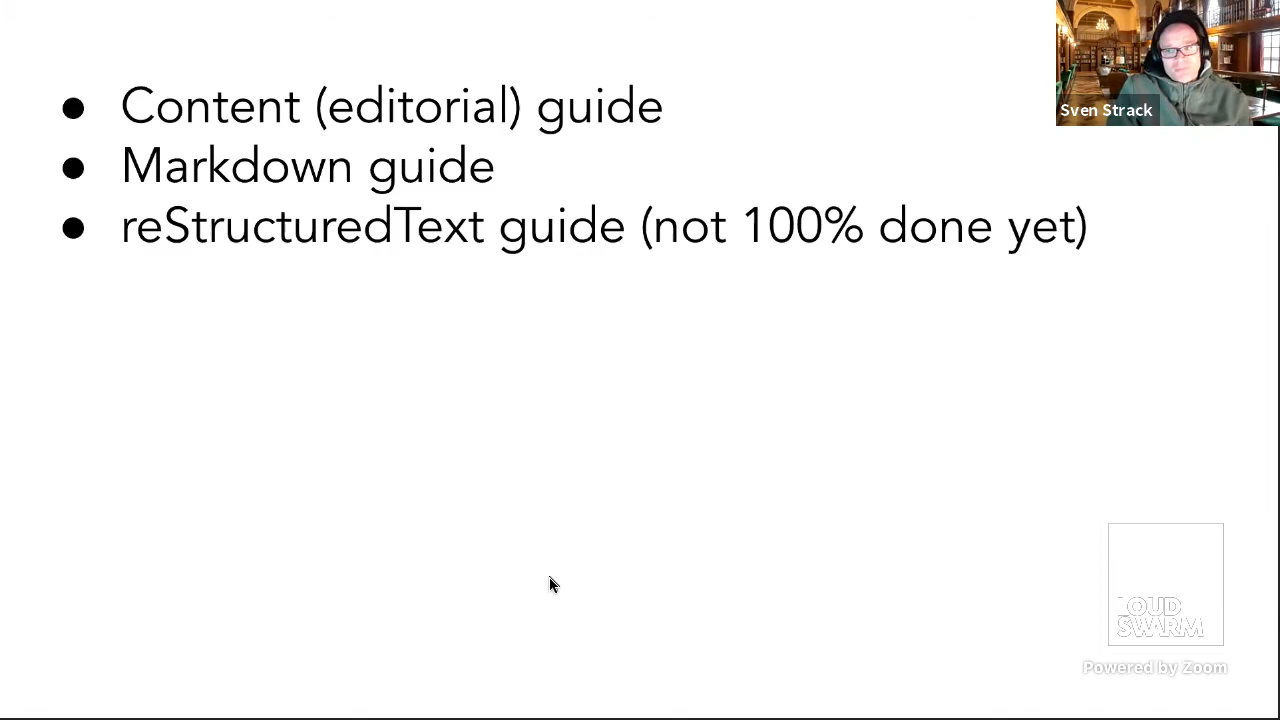 ● Content (editorial) guide
● Markdown guide
● reStructuredText guide (not 100% done yet)
Sven Strack
LOUD
SWARM
Powered by Zoom